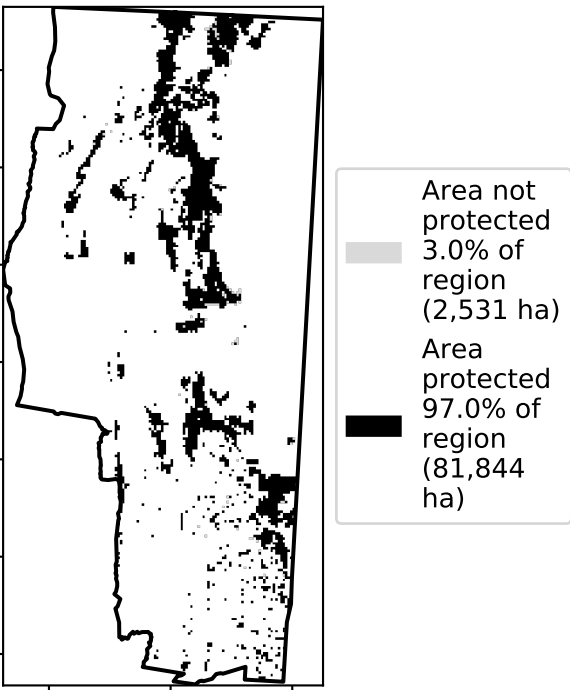 Area not
protected
3.0% of
region
(2,531 ha)
Area
protected
97.0% of
region
(81,844
ha)